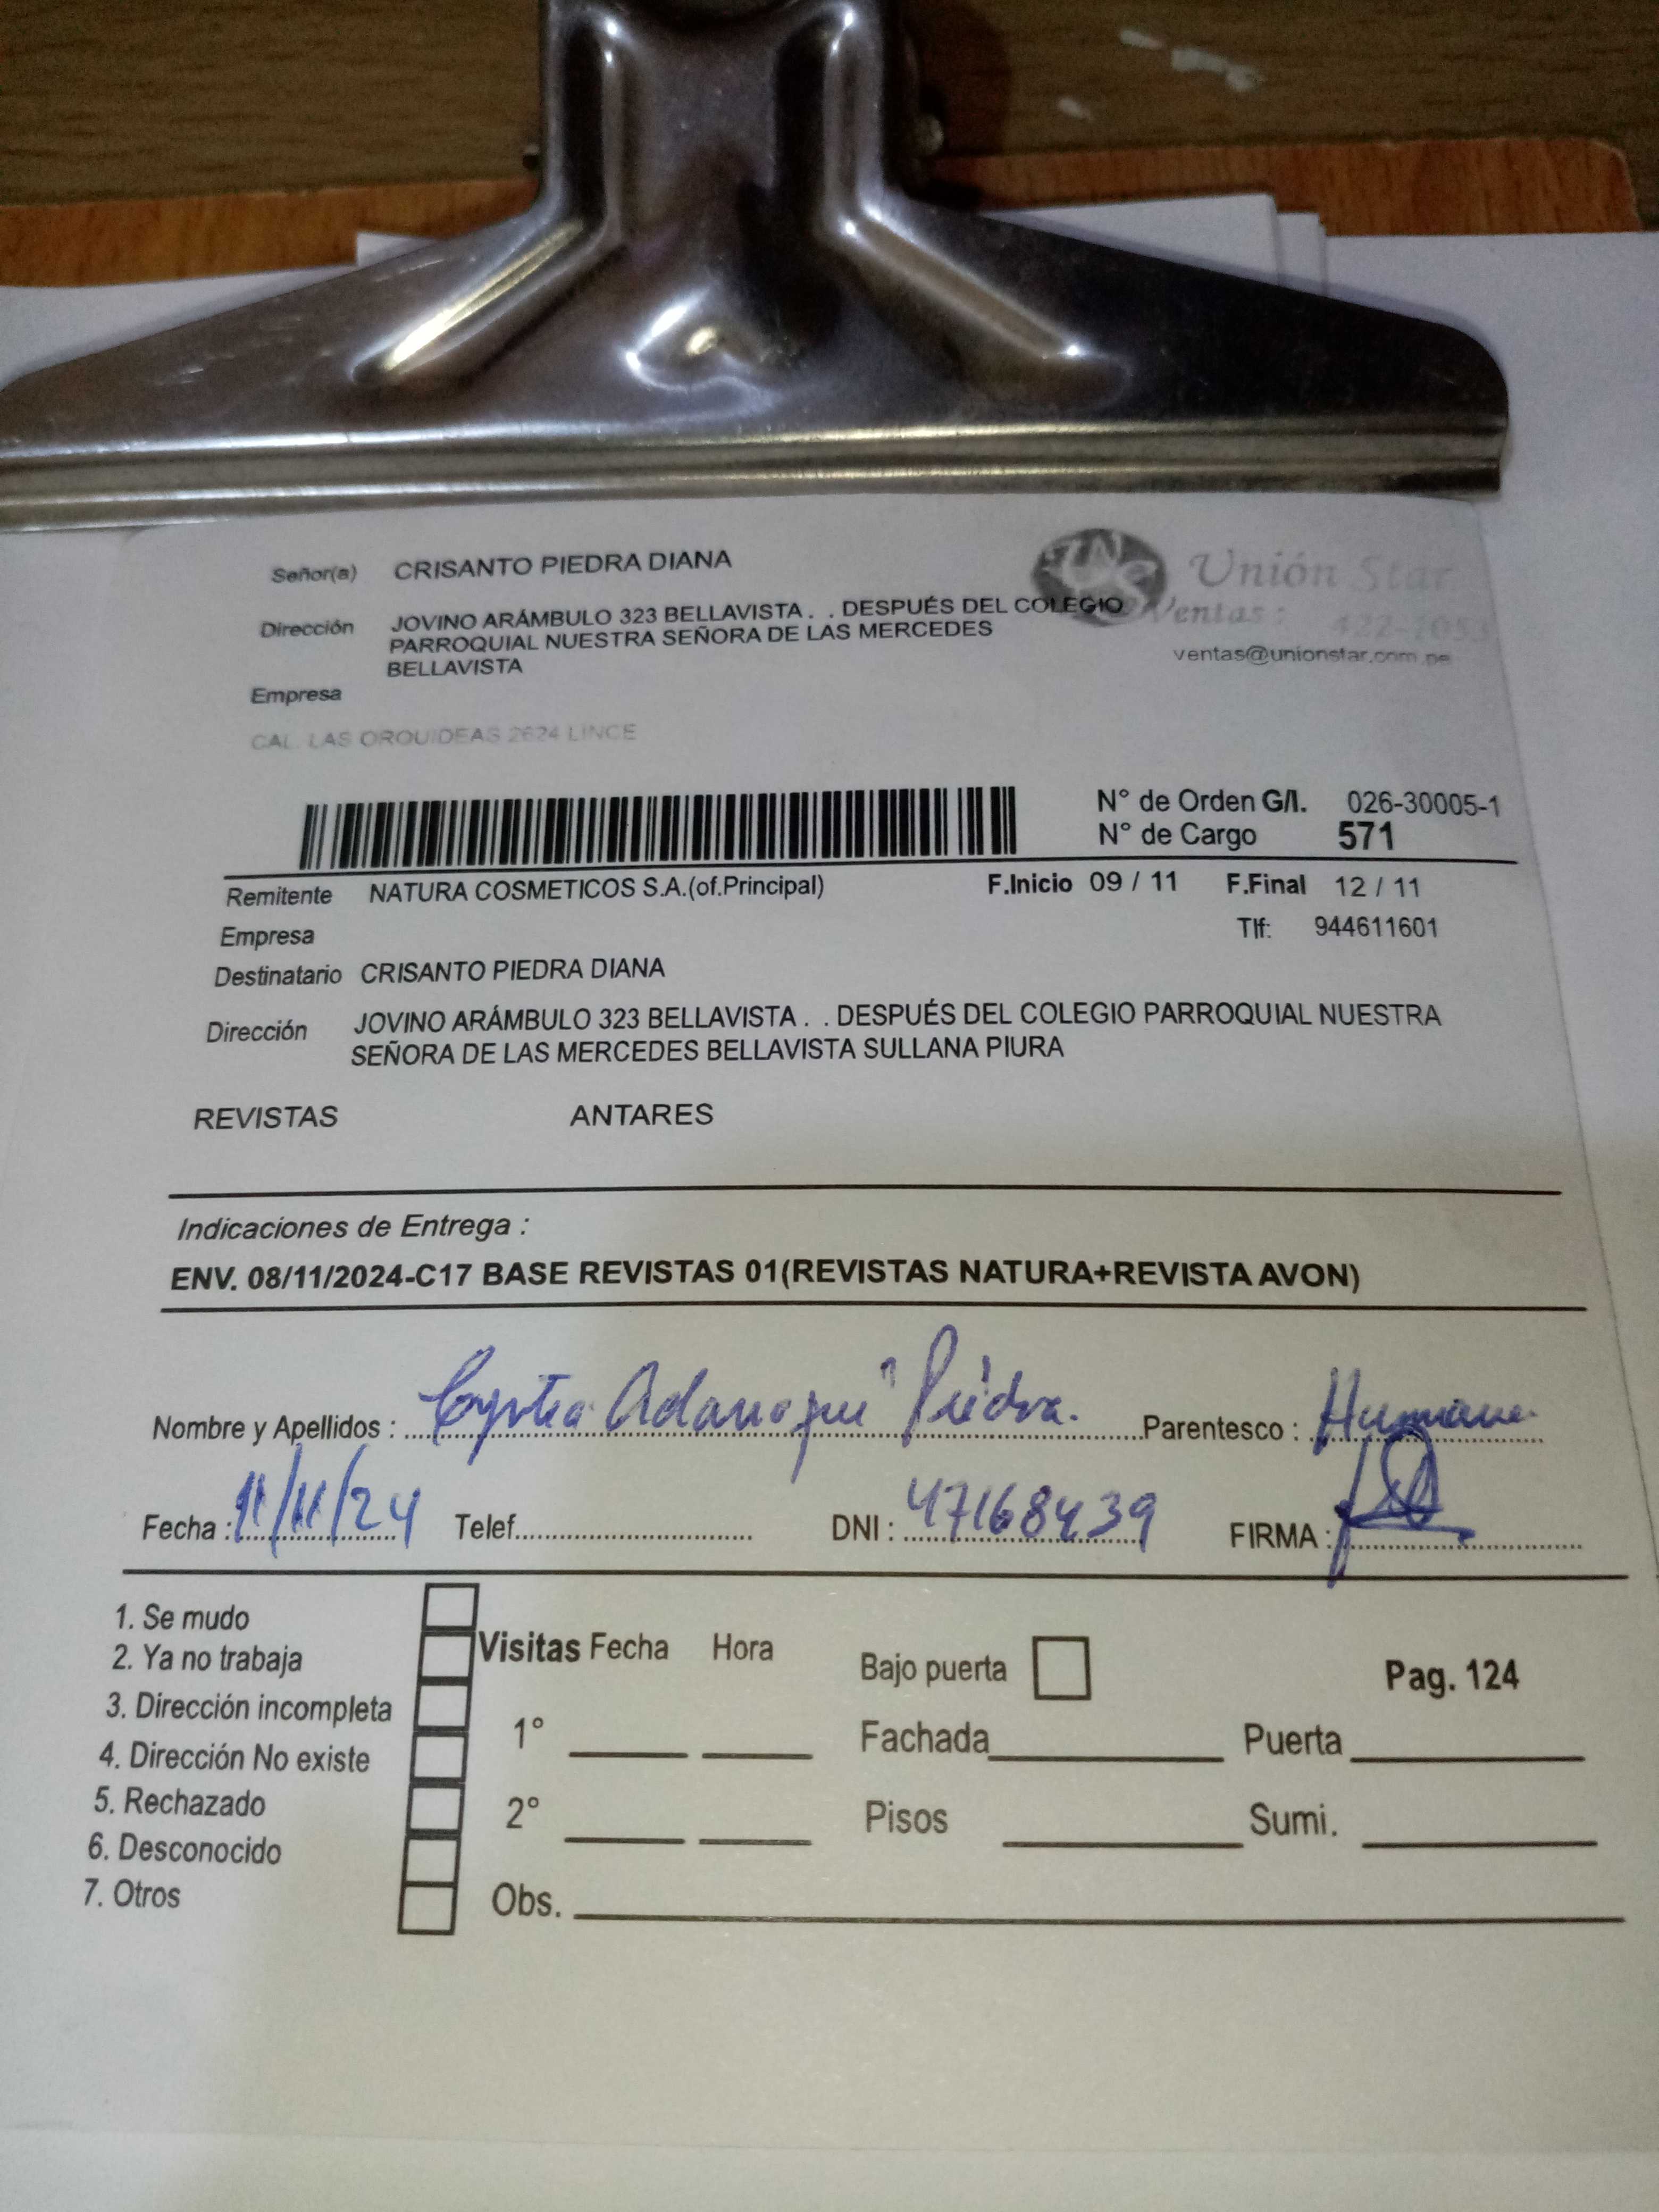 Señor(a) CRISANTO PIEDRA DIANA
Unión Star
Dirección JOVINO ARÁMBULO 323 BELLAVISTA . . DESPUÉS DEL COLEGIO
PARROQUIAL NUESTRA SEÑORA DE LAS MERCEDES
BELLAVISTA
Ventas:
ventas@unionstar.com.pe
Empresa
CAL. LAS ORQUIDEAS 2624 LINCE
N° de Orden G/I. 026-30005-1
N° de Cargo 571
Remitente NATURA COSMETICOS S.A.(of.Principal) F.Inicio 09 / 11 F.Final 12 / 11
Empresa Tlf: 944611601
Destinatario CRISANTO PIEDRA DIANA
Dirección JOVINO ARÁMBULO 323 BELLAVISTA . . DESPUÉS DEL COLEGIO PARROQUIAL NUESTRA
SEÑORA DE LAS MERCEDES BELLAVISTA SULLANA PIURA
REVISTAS ANTARES
Indicaciones de Entrega :
ENV. 08/11/2024-C17 BASE REVISTAS 01(REVISTAS NATURA+REVISTA AVON)
Nombre y Apellidos : Adanaqué Piedra. Parentesco :
Fecha : 11/11/24 Telef. DNI : 47168439 FIRMA :
1. Se mudo
2. Ya no trabaja
3. Dirección incompleta
4. Dirección No existe
5. Rechazado
6. Desconocido
7. Otros
Visitas Fecha Hora
1°
2°
Obs.
Bajo puerta
Pag. 124
Fachada Puerta
Pisos Sumi.